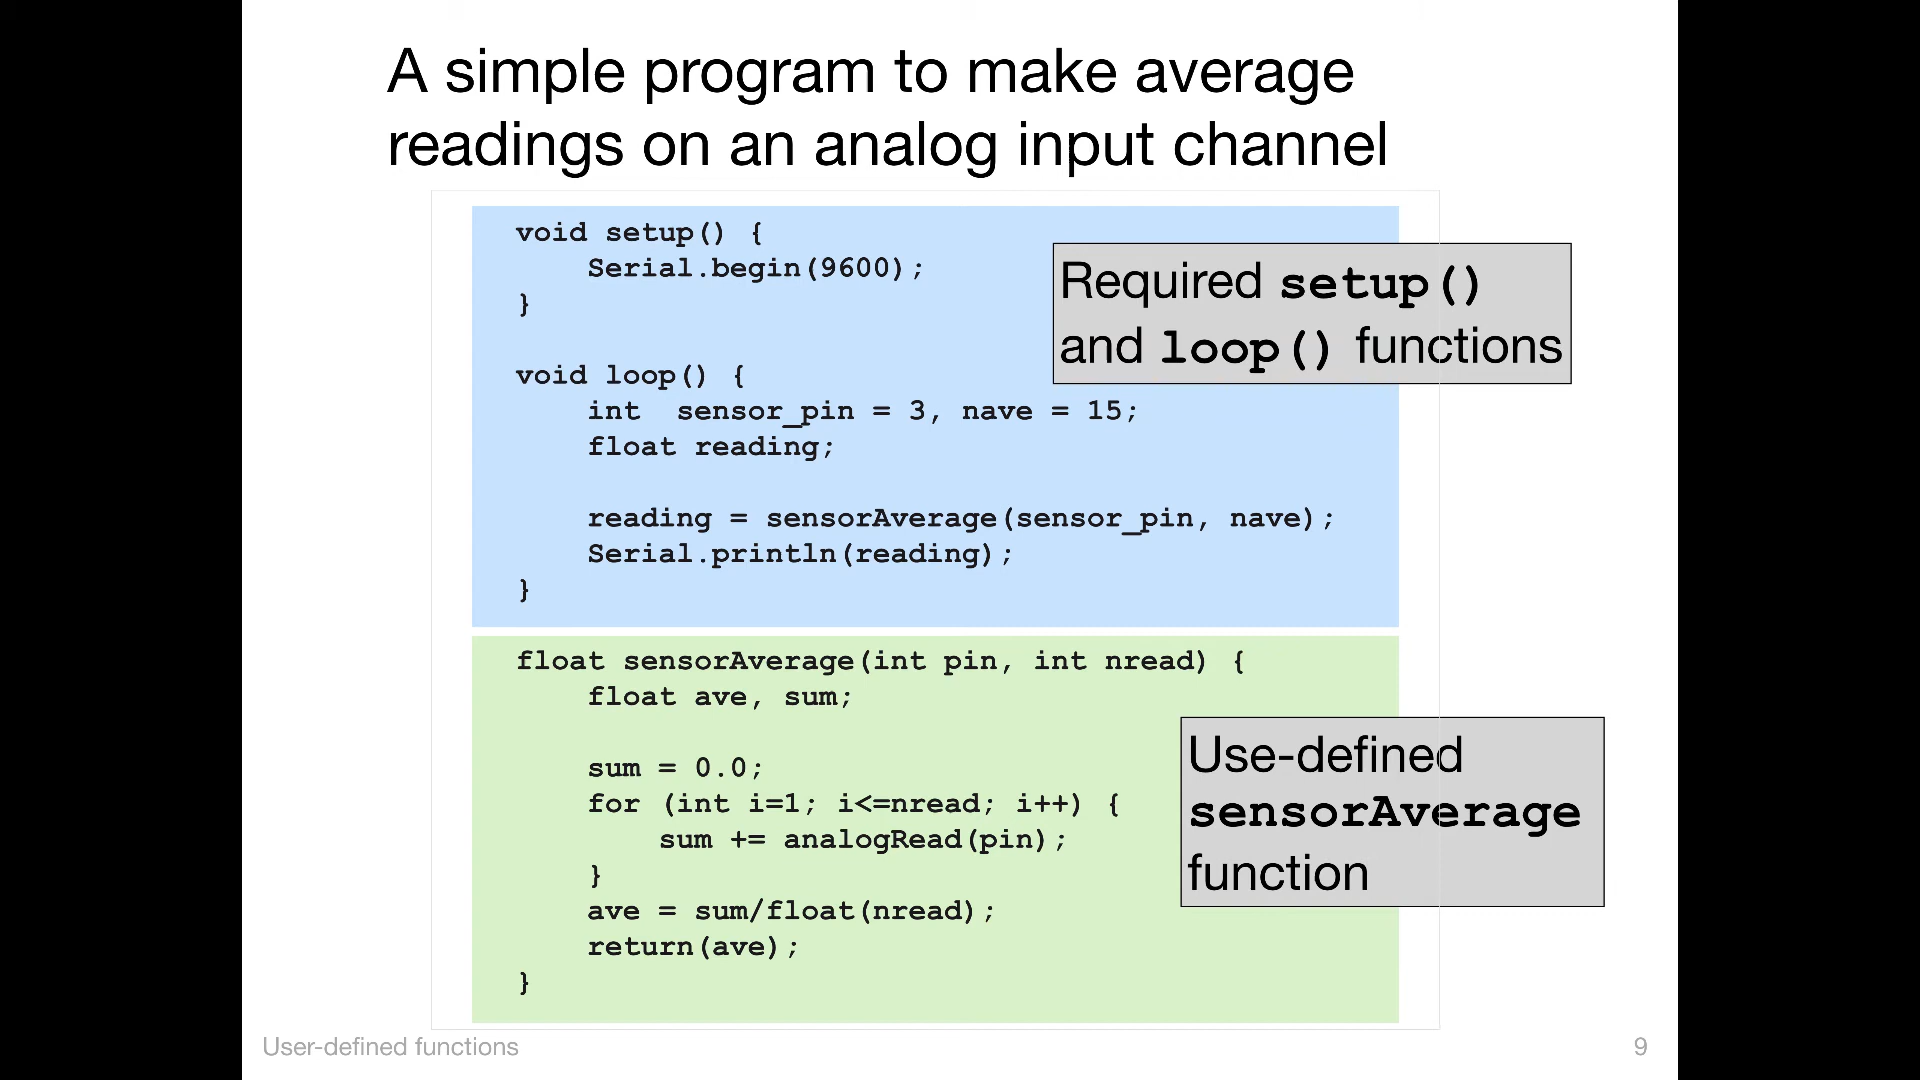 A simple program to make average
readings on an analog input channel
void setup() {
Serial.begin(9600);
}
Required setup()
and loop() functions
void loop() {
int  sensor_pin = 3, nave = 15;
float reading;
reading = sensorAverage(sensor_pin, nave);
Serial.println(reading);
}
float sensorAverage(int pin, int nread) {
float ave, sum;
sum = 0.0;
for (int i=1; i<=nread; i++) {
sum += analogRead(pin);
}
ave = sum/float(nread);
return(ave);
}
Use-defined
sensorAverage
function
User-defined functions
9